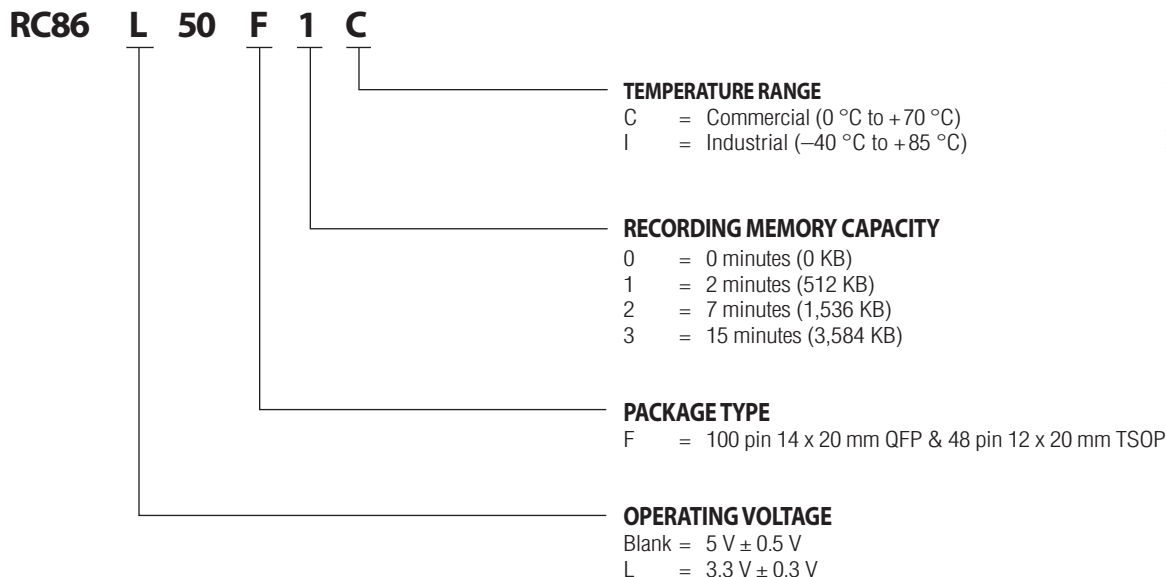 RC86 L 50 F 1 C
TEMPERATURE RANGE
C = Commercial (0 °C to +70 °C)
I = Industrial (–40 °C to +85 °C)
RECORDING MEMORY CAPACITY
0 = 0 minutes (0 KB)
1 = 2 minutes (512 KB)
2 = 7 minutes (1,536 KB)
3 = 15 minutes (3,584 KB)
PACKAGE TYPE
F = 100 pin 14 x 20 mm QFP & 48 pin 12 x 20 mm TSOP
OPERATING VOLTAGE
Blank = 5 V ± 0.5 V
L = 3.3 V ± 0.3 V